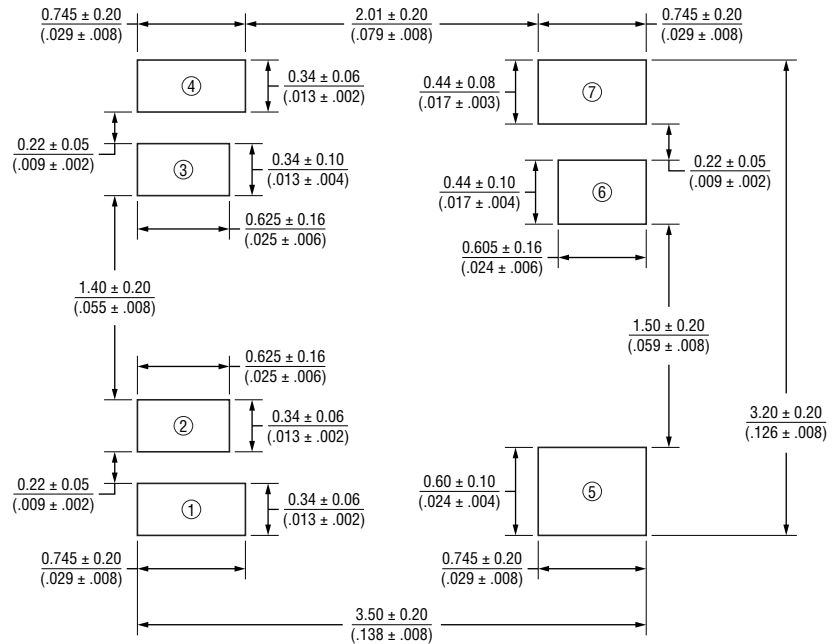 0.745 ± 0.20
(.029 ± .008)
2.01 ± 0.20
(.079 ± .008)
0.745 ± 0.20
(.029 ± .008)
④
0.34 ± 0.06
(.013 ± .002)
0.44 ± 0.08
(.017 ± .003)
⑦
0.22 ± 0.05
(.009 ± .002)
③
0.34 ± 0.10
(.013 ± .004)
0.44 ± 0.10
(.017 ± .004)
⑥
0.22 ± 0.05
(.009 ± .002)
0.625 ± 0.16
(.025 ± .006)
0.605 ± 0.16
(.024 ± .006)
1.40 ± 0.20
(.055 ± .008)
1.50 ± 0.20
(.059 ± .008)
0.625 ± 0.16
(.025 ± .006)
②
0.34 ± 0.06
(.013 ± .002)
3.20 ± 0.20
(.126 ± .008)
0.22 ± 0.05
(.009 ± .002)
①
0.34 ± 0.06
(.013 ± .002)
0.60 ± 0.10
(.024 ± .004)
⑤
0.745 ± 0.20
(.029 ± .008)
0.745 ± 0.20
(.029 ± .008)
3.50 ± 0.20
(.138 ± .008)